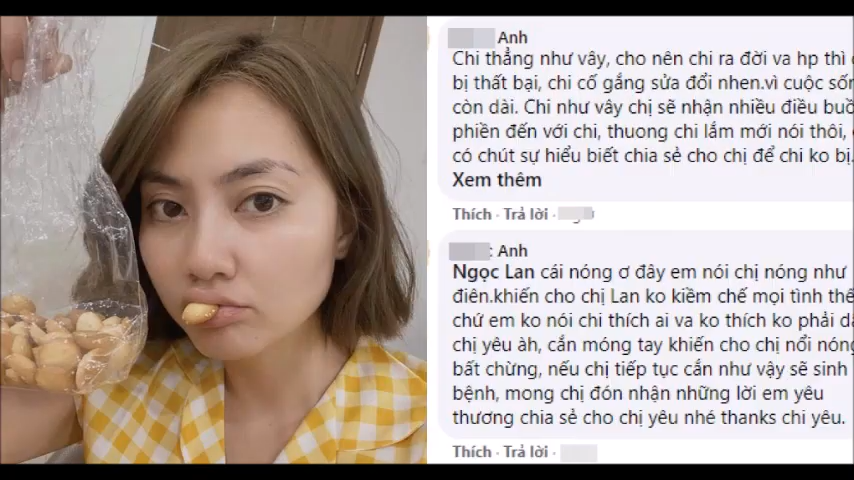 Anh
Chi thẳng như vây, cho nên chi ra đời va hp thì
bị thất bại, chi cố gắng sửa đổi nhen.vì cuộc sốn
còn dài. Chi như vây chị sẽ nhận nhiều điều buồ
phiền đến với chi, thuong chi lắm mới nói thôi,
có chút sự hiểu biết chia sẻ cho chị để chi ko bị.
Xem thêm
Thích · Trả lời ·
Anh
Ngọc Lan cái nóng ơ đây em nói chị nóng như
điên.khiến cho chị Lan ko kiềm chế mọi tình thế
chứ em ko nói chi thích ai va ko thích ko phải đâ
chị yêu àh, cắn móng tay khiến cho chị nổi nóng
bất chừng, nếu chị tiếp tục cắn như vậy sẽ sinh
bệnh, mong chị đón nhận những lời em yêu
thương chia sẻ cho chị yêu nhé thanks chi yêu.
Thích · Trả lời ·